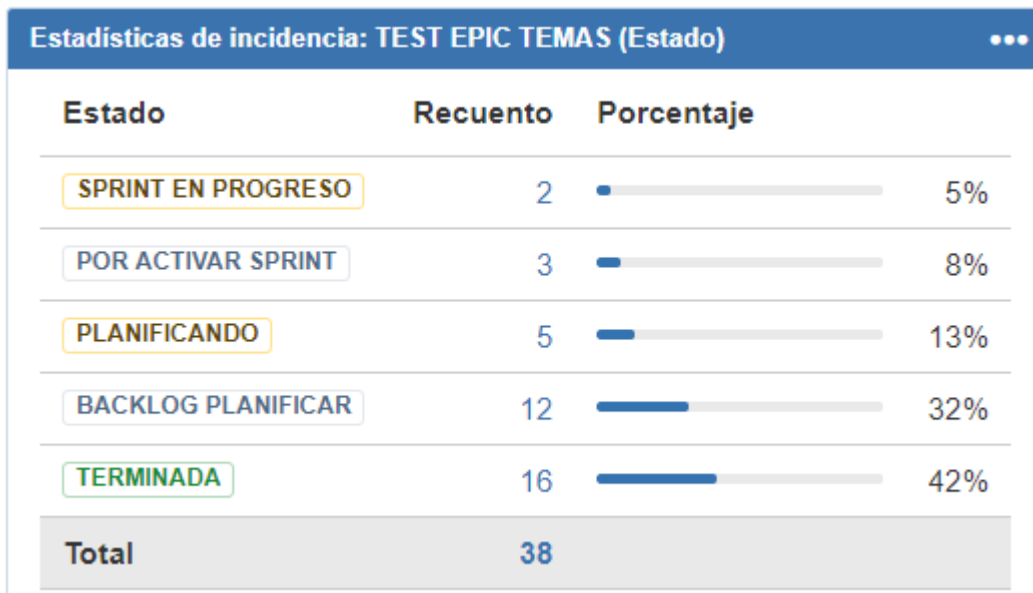 Estadísticas de incidencia: TEST EPIC TEMAS (Estado)
Estado Recuento Porcentaje
SPRINT EN PROGRESO 2 5%
POR ACTIVAR SPRINT 3 8%
PLANIFICANDO 5 13%
BACKLOG PLANIFICAR 12 32%
TERMINADA 16 42%
Total 38